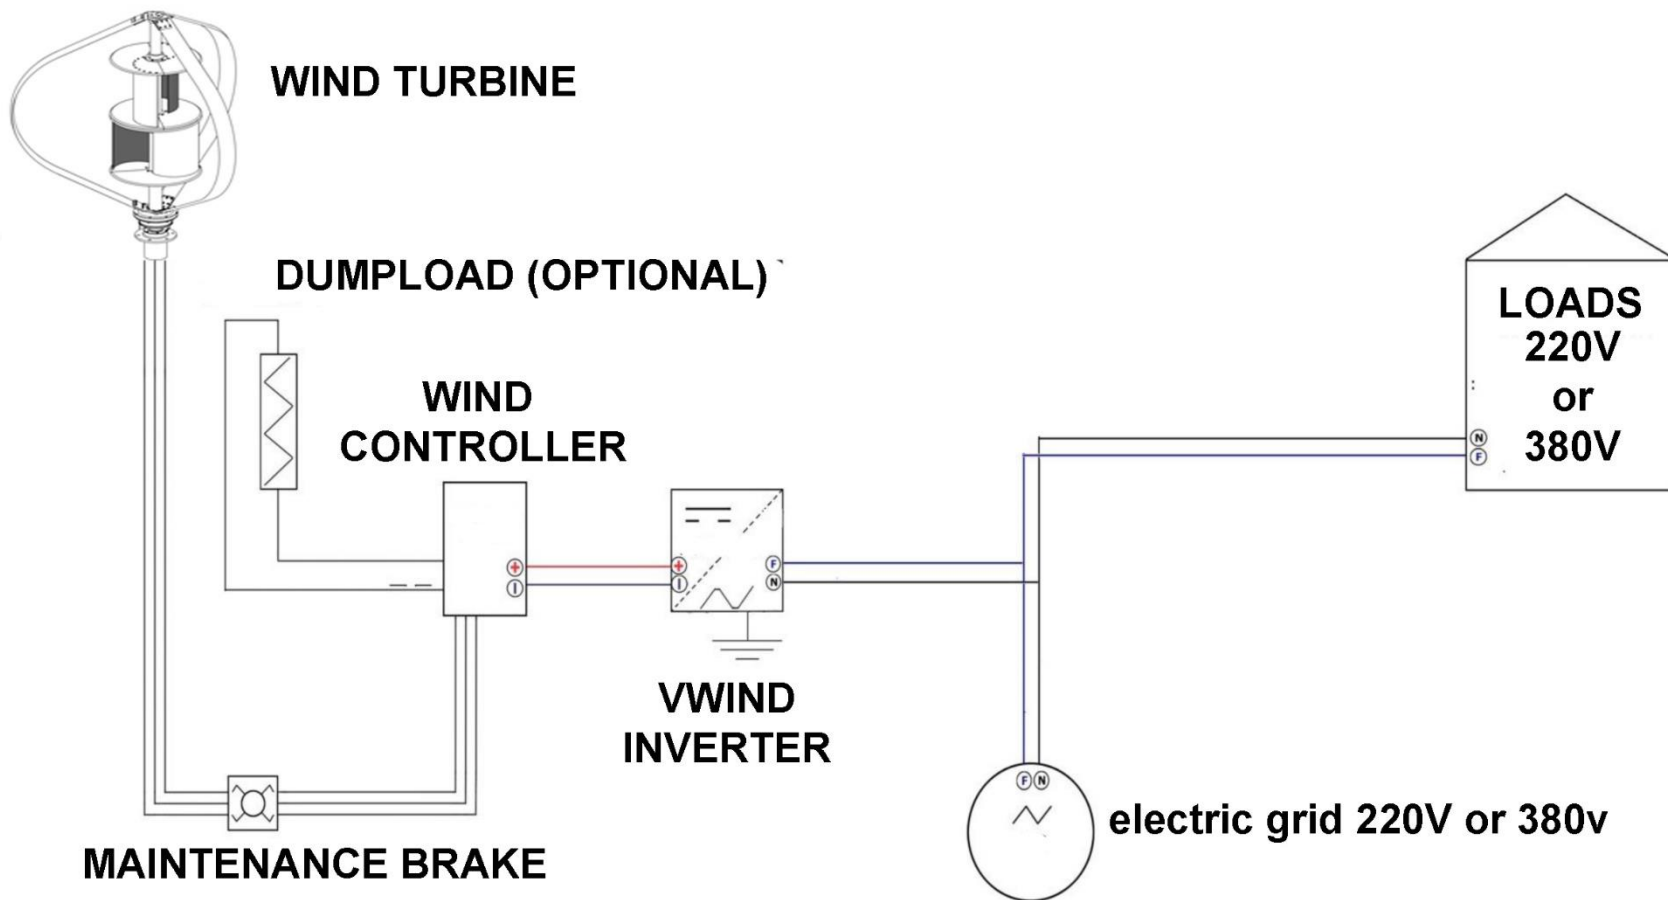 WIND TURBINE
DUMPLOAD (OPTIONAL)
LOADS
220V
or
380V
WIND
CONTROLLER
N
F
+
I
+
I
F
N
VWIND
INVERTER
F N
electric grid 220V or 380v
MAINTENANCE BRAKE